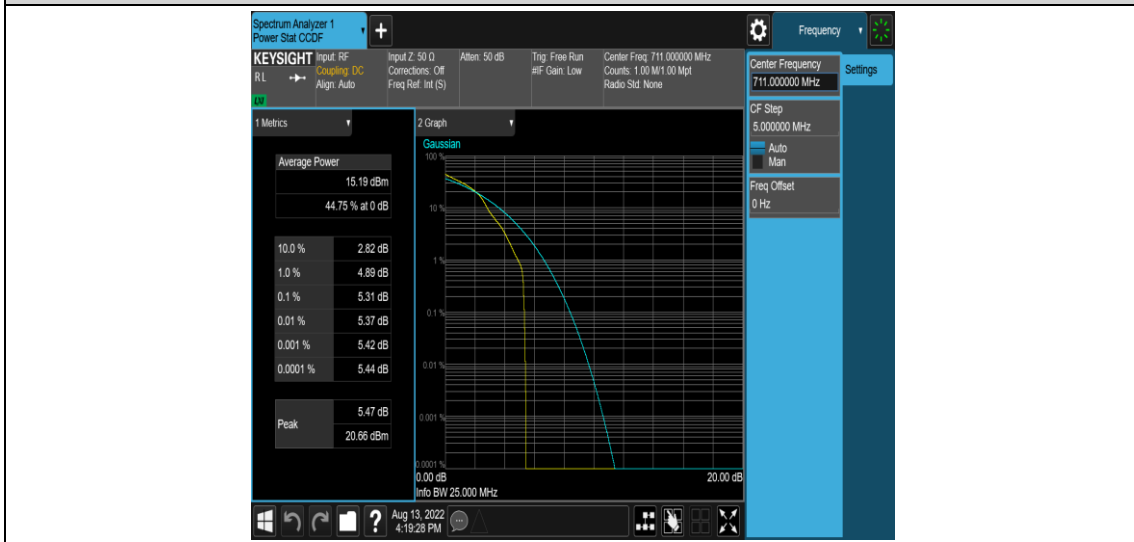 Spectrum Analyzer 1
Power Stat CCDF
Frequency
KEYSIGHT
RL
LXI
Input: RF
Coupling: DC
Align: Auto
Input Z: 50 Ω
Corrections: Off
Freq Ref: Int (S)
Atten: 50 dB
Trig: Free Run
#IF Gain: Low
Center Freq: 711.000000 MHz
Counts: 1.00 M/1.00 Mpt
Radio Std: None
Center Frequency
711.000000 MHz
Settings
CF Step
5.000000 MHz
Auto
Man
Freq Offset
0 Hz
1 Metrics
Average Power
15.19 dBm
44.75 % at 0 dB
10.0 % 2.82 dB
1.0 % 4.89 dB
0.1 % 5.31 dB
0.01 % 5.37 dB
0.001 % 5.42 dB
0.0001 % 5.44 dB
Peak
5.47 dB
20.66 dBm
2 Graph
Gaussian
100 %
10 %
1 %
0.1 %
0.01 %
0.001 %
0.0001 %
0.00 dB 20.00 dB
Info BW 25.000 MHz
?
Aug 13, 2022
4:19:28 PM